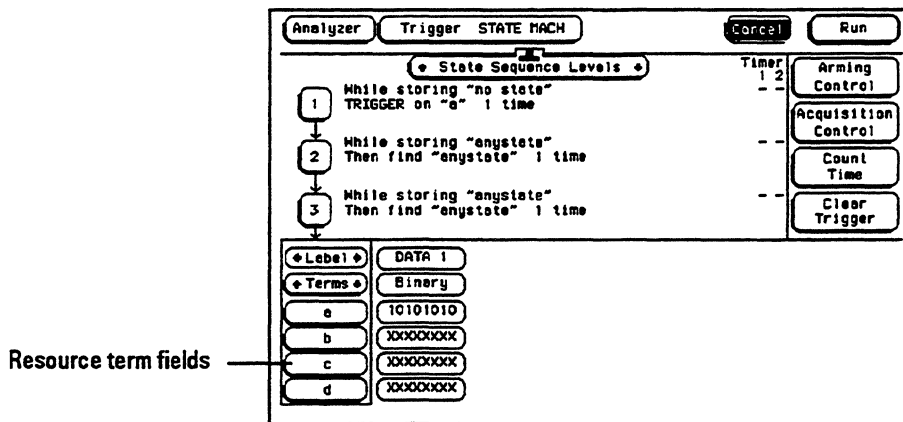 Analyzer Trigger STATE MACH Cancel Run
State Sequence Levels
Timer
1 2
Arming
Control
1
While storing "no state"
TRIGGER on "a" 1 time
- -
Acquisition
Control
2
While storing "anystate"
Then find "anystate" 1 time
- -
Count
Time
3
While storing "anystate"
Then find "anystate" 1 time
- -
Clear
Trigger
Label DATA 1
Terms Binary
a 10101010
b XXXXXXXX
Resource term fields
c XXXXXXXX
d XXXXXXXX